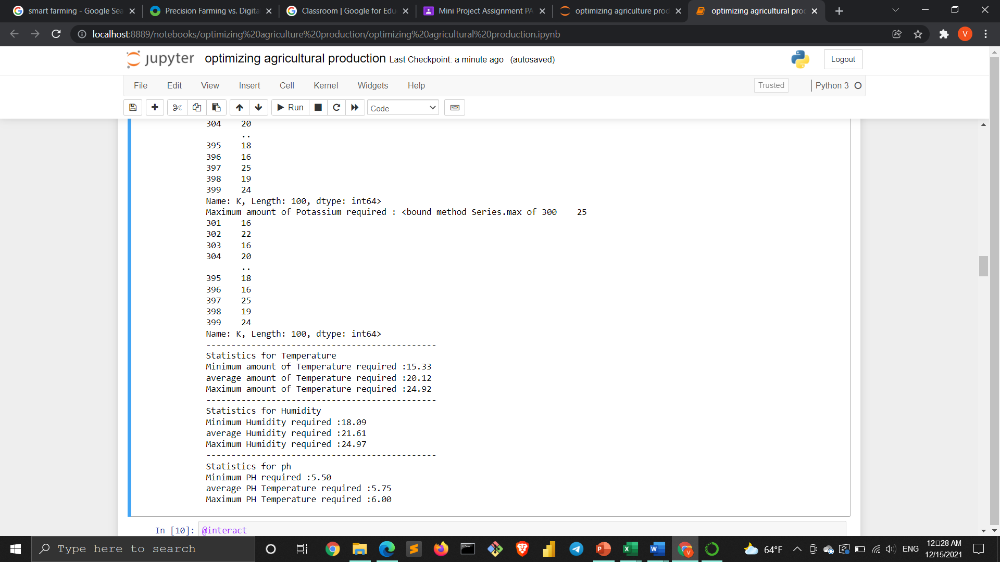 smart farming - Google Sea
Precision Farming vs. Digita
Classroom | Google for Edu
Mini Project Assignment PA
optimizing agriculture prod
optimizing agricultural proc
localhost:8889/notebooks/optimizing%20agriculture%20production/optimizing%20agricultural%20production.ipynb
V
jupyter optimizing agricultural production Last Checkpoint: a minute ago (autosaved)
Logout
File Edit View Insert Cell Kernel Widgets Help
Trusted
Python 3
Run
Code
304 20
..
395 18
396 16
397 25
398 19
399 24
Name: K, Length: 100, dtype: int64>
Maximum amount of Potassium required : <bound method Series.max of 300 25
301 16
302 22
303 16
304 20
..
395 18
396 16
397 25
398 19
399 24
Name: K, Length: 100, dtype: int64>
----------------------------------------------
Statistics for Temperature
Minimum amount of Temperature required :15.33
average amount of Temperature required :20.12
Maximum amount of Temperature required :24.92
----------------------------------------------
Statistics for Humidity
Minimum Humidity required :18.09
average Humidity required :21.61
Maximum Humidity required :24.97
----------------------------------------------
Statistics for ph
Minimum PH required :5.50
average PH Temperature required :5.75
Maximum PH Temperature required :6.00
In [10]: @interact
Type here to search
64°F
ENG
12▯28 AM
12/15/2021